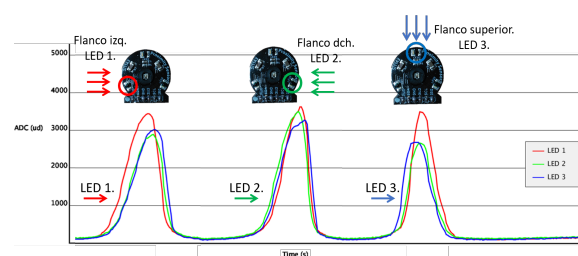 Flanco izq.
LED 1.
Flanco dch.
LED 2.
Flanco superior.
LED 3.
5000
4000
ADC (ud)
3000
2000
1000
LED 1.
LED 2.
LED 3.
LED 1
LED 2
LED 3
Time (s)